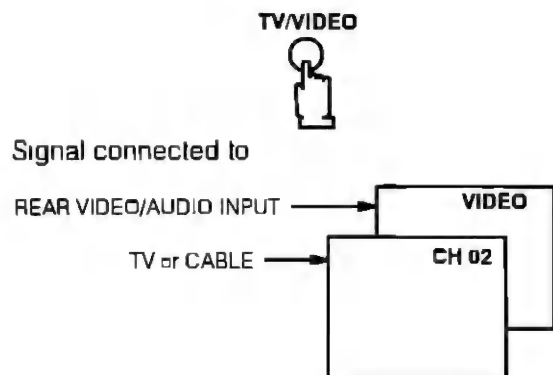 TV/VIDEO
Signal connected to
REAR VIDEO/AUDIO INPUT
VIDEO
TV or CABLE
CH 02